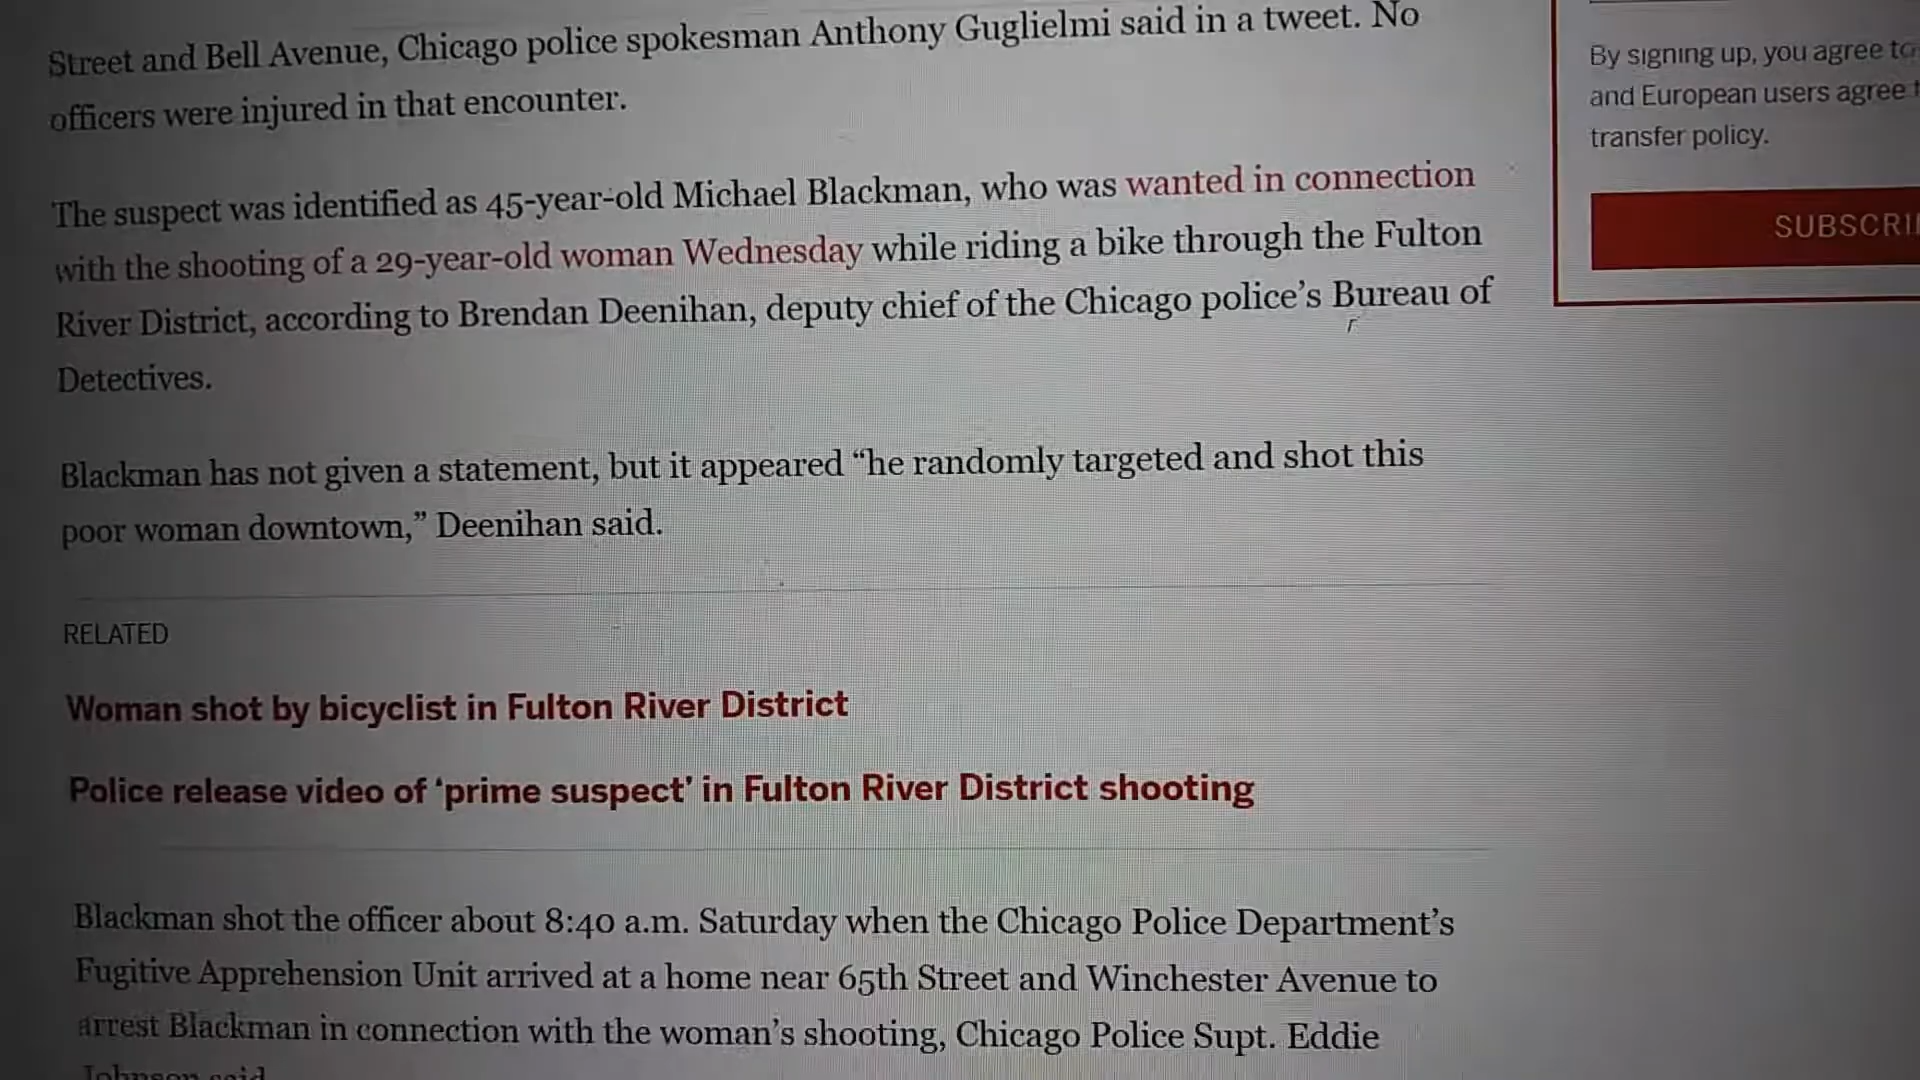 Street and Bell Avenue, Chicago police spokesman Anthony Guglielmi said in a tweet. No
officers were injured in that encounter.
The suspect was identified as 45-year-old Michael Blackman, who was wanted in connection
with the shooting of a 29-year-old woman Wednesday while riding a bike through the Fulton
River District, according to Brendan Deenihan, deputy chief of the Chicago police’s Bureau of
Detectives.
Blackman has not given a statement, but it appeared “he randomly targeted and shot this
poor woman downtown,” Deenihan said.
RELATED
Woman shot by bicyclist in Fulton River District
Police release video of ‘prime suspect’ in Fulton River District shooting
Blackman shot the officer about 8:40 a.m. Saturday when the Chicago Police Department’s
Fugitive Apprehension Unit arrived at a home near 65th Street and Winchester Avenue to
arrest Blackman in connection with the woman’s shooting, Chicago Police Supt. Eddie
Johnson said
By signing up, you agree to
and European users agree
transfer policy.
SUBSCRI